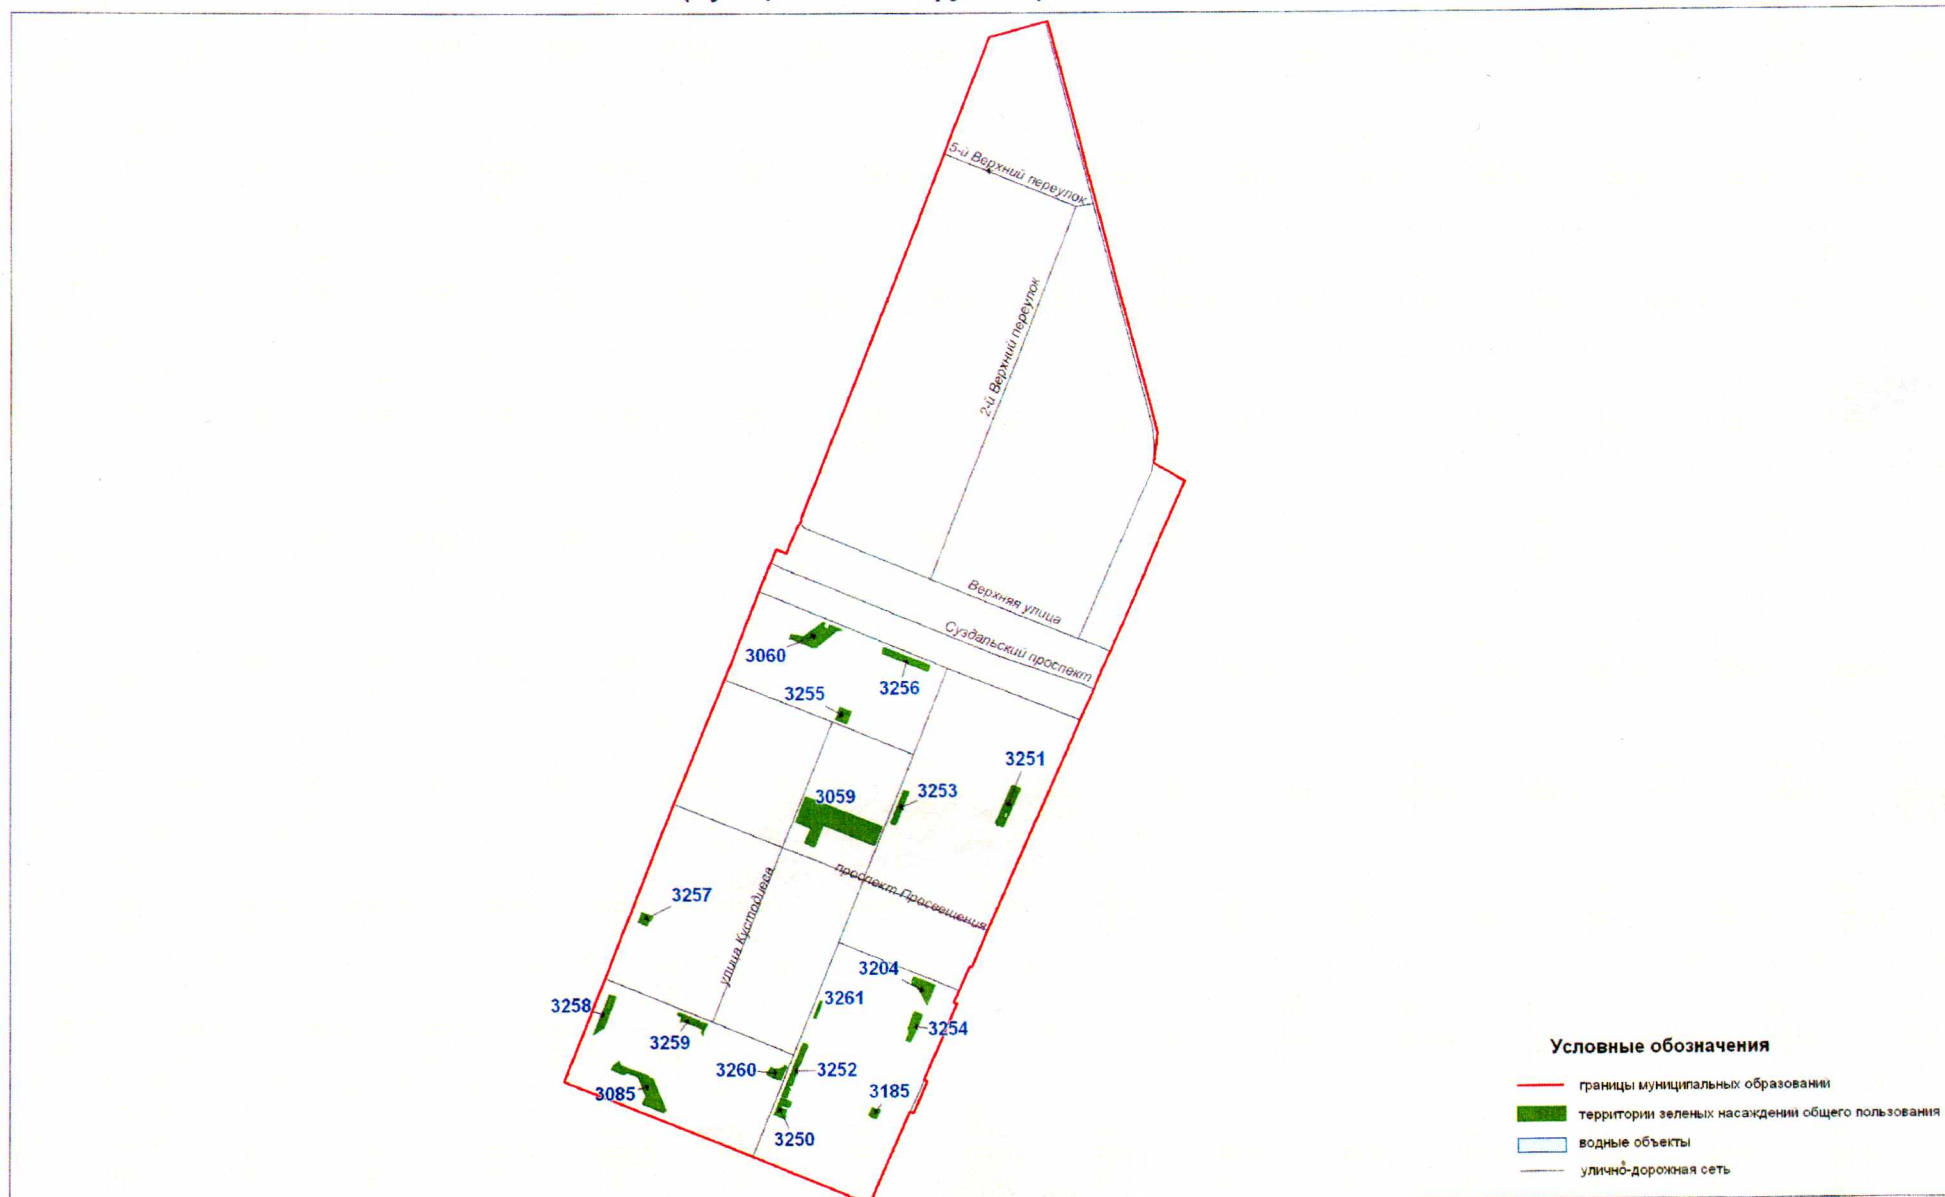 5-й Верхний переулок
2-й Верхний переулок
Верхняя улица
Суздальский проспект
3060
3256
3255
3251
3059
3253
проспект Просвещения
улица Кустодиева
3257
3204
3261
3258
3254
3259
3260
3252
3085
3185
3250
Условные обозначения
границы муниципальных образовании
территории зеленых насаждений общего пользования
водные объекты
улично-дорожная сеть